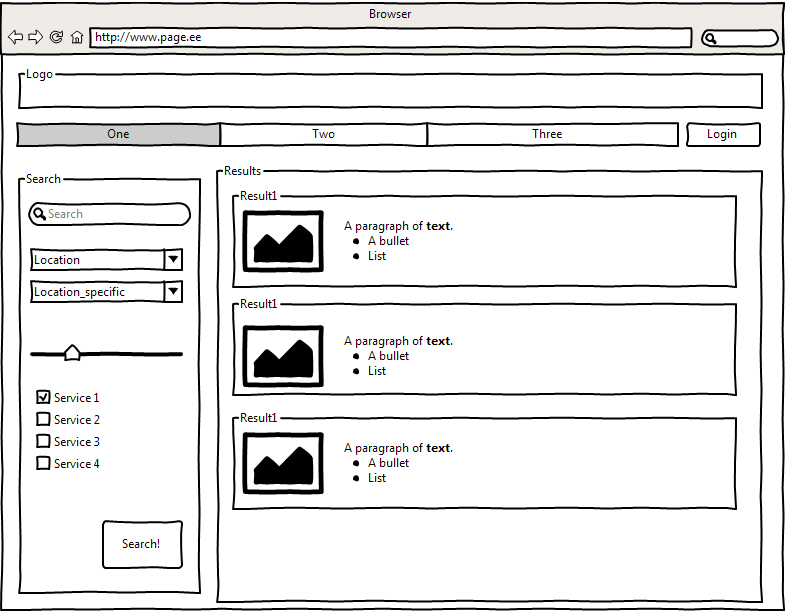 Browser
http://www.page.ee
Logo
One Two Three Login
Search
Search
Location
Location_specific
Service 1
Service 2
Service 3
Service 4
Search!
Results
Result1
A paragraph of text.
A bullet
List
Result1
A paragraph of text.
A bullet
List
Result1
A paragraph of text.
A bullet
List